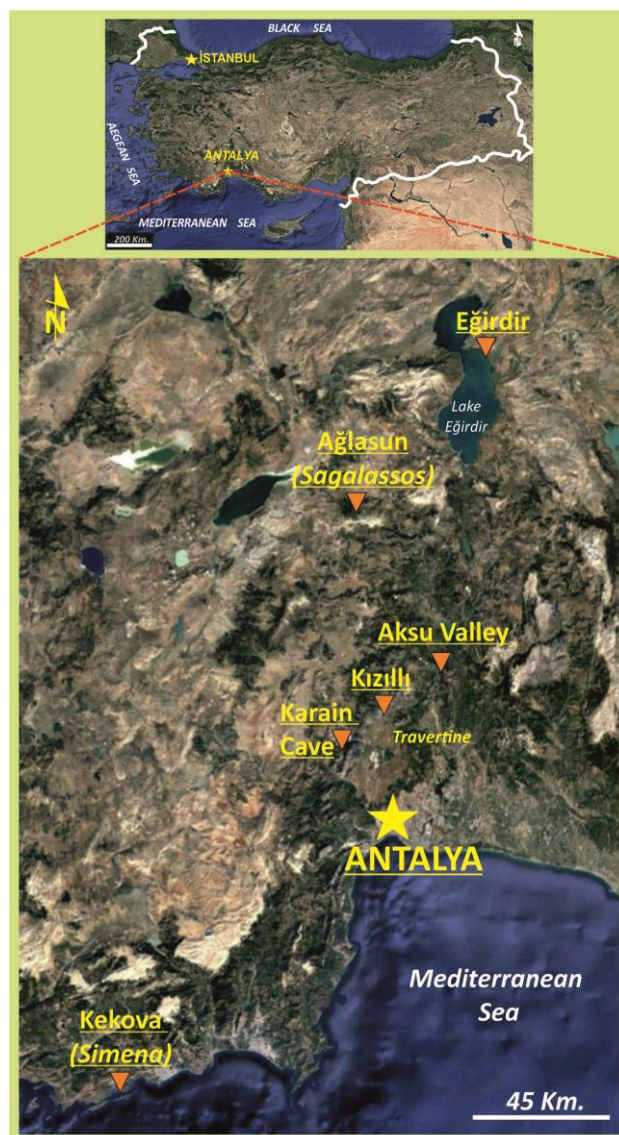 BLACK SEA
N
İSTANBUL
AEGEAN SEA
ANTALYA
MEDITERRANEAN SEA
200 Km.
N
Eğirdir
Lake
Eğirdir
Ağlasun
(Sagalassos)
Aksu Valley
Kızıllı
Karain
Cave
Travertine
ANTALYA
Mediterranean
Sea
Kekova
(Simena)
45 Km.